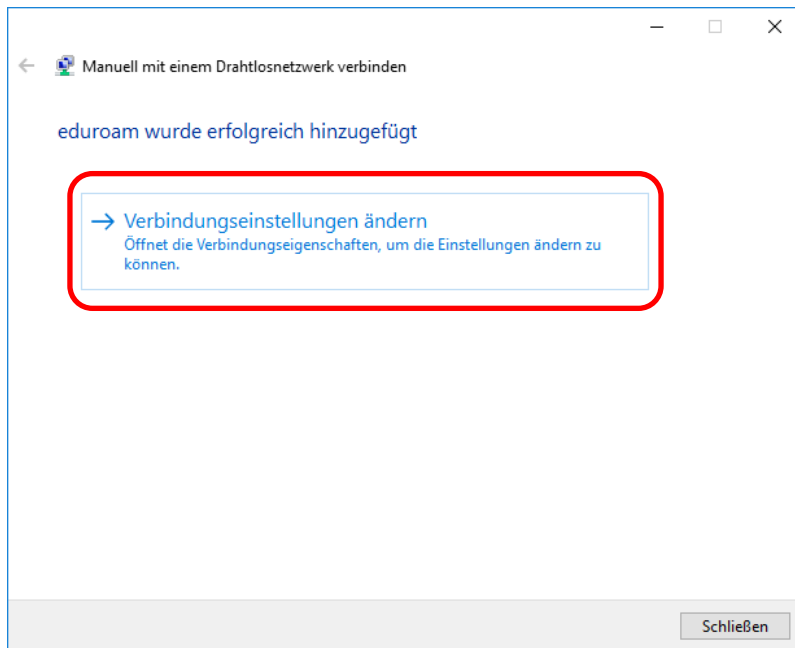 Manuell mit einem Drahtlosnetzwerk verbinden
eduroam wurde erfolgreich hinzugefügt
Verbindungseinstellungen ändern
Öffnet die Verbindungseigenschaften, um die Einstellungen ändern zu
können.
Schließen